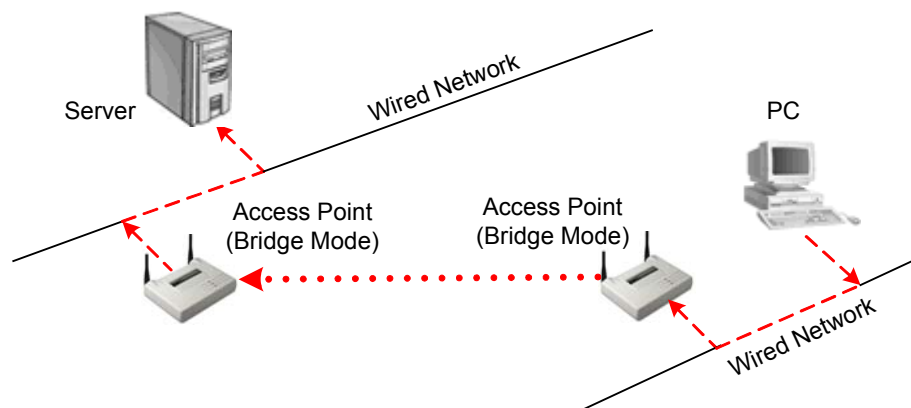 Wired Network
Server
PC
Access Point
(Bridge Mode)
Access Point
(Bridge Mode)
Wired Network